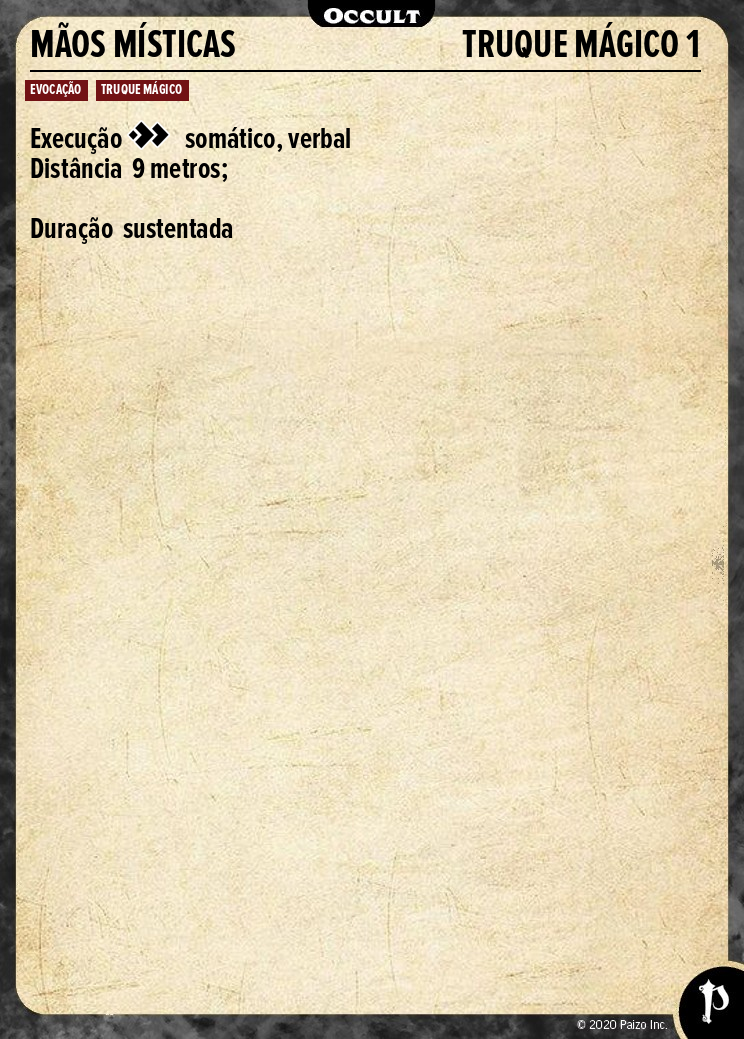 OCCULT
MÃOS MÍSTICAS TRUQUE MÁGICO 1
EVOCAÇÃO TRUQUE MÁGICO
Execução somático, verbal
Distância 9 metros;
Duração sustentada
© 2020 Paizo Inc.
P